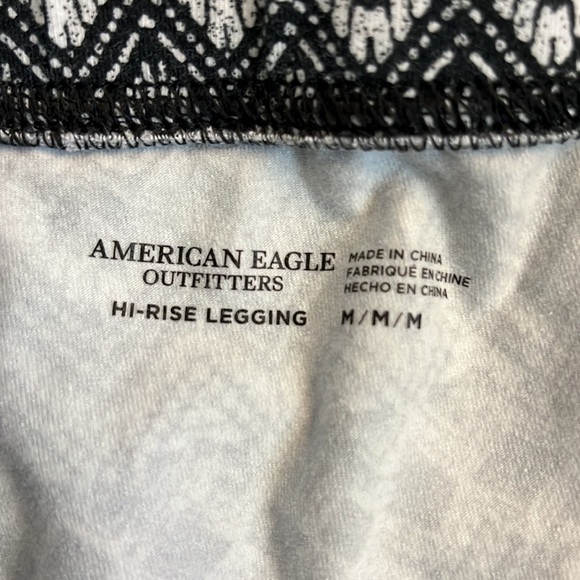 AMERICAN EAGLE
OUTFITTERS
HI-RISE LEGGING
MADE IN CHINA
FABRIQUÉ EN CHINE
HECHO EN CHINA
M/M/M